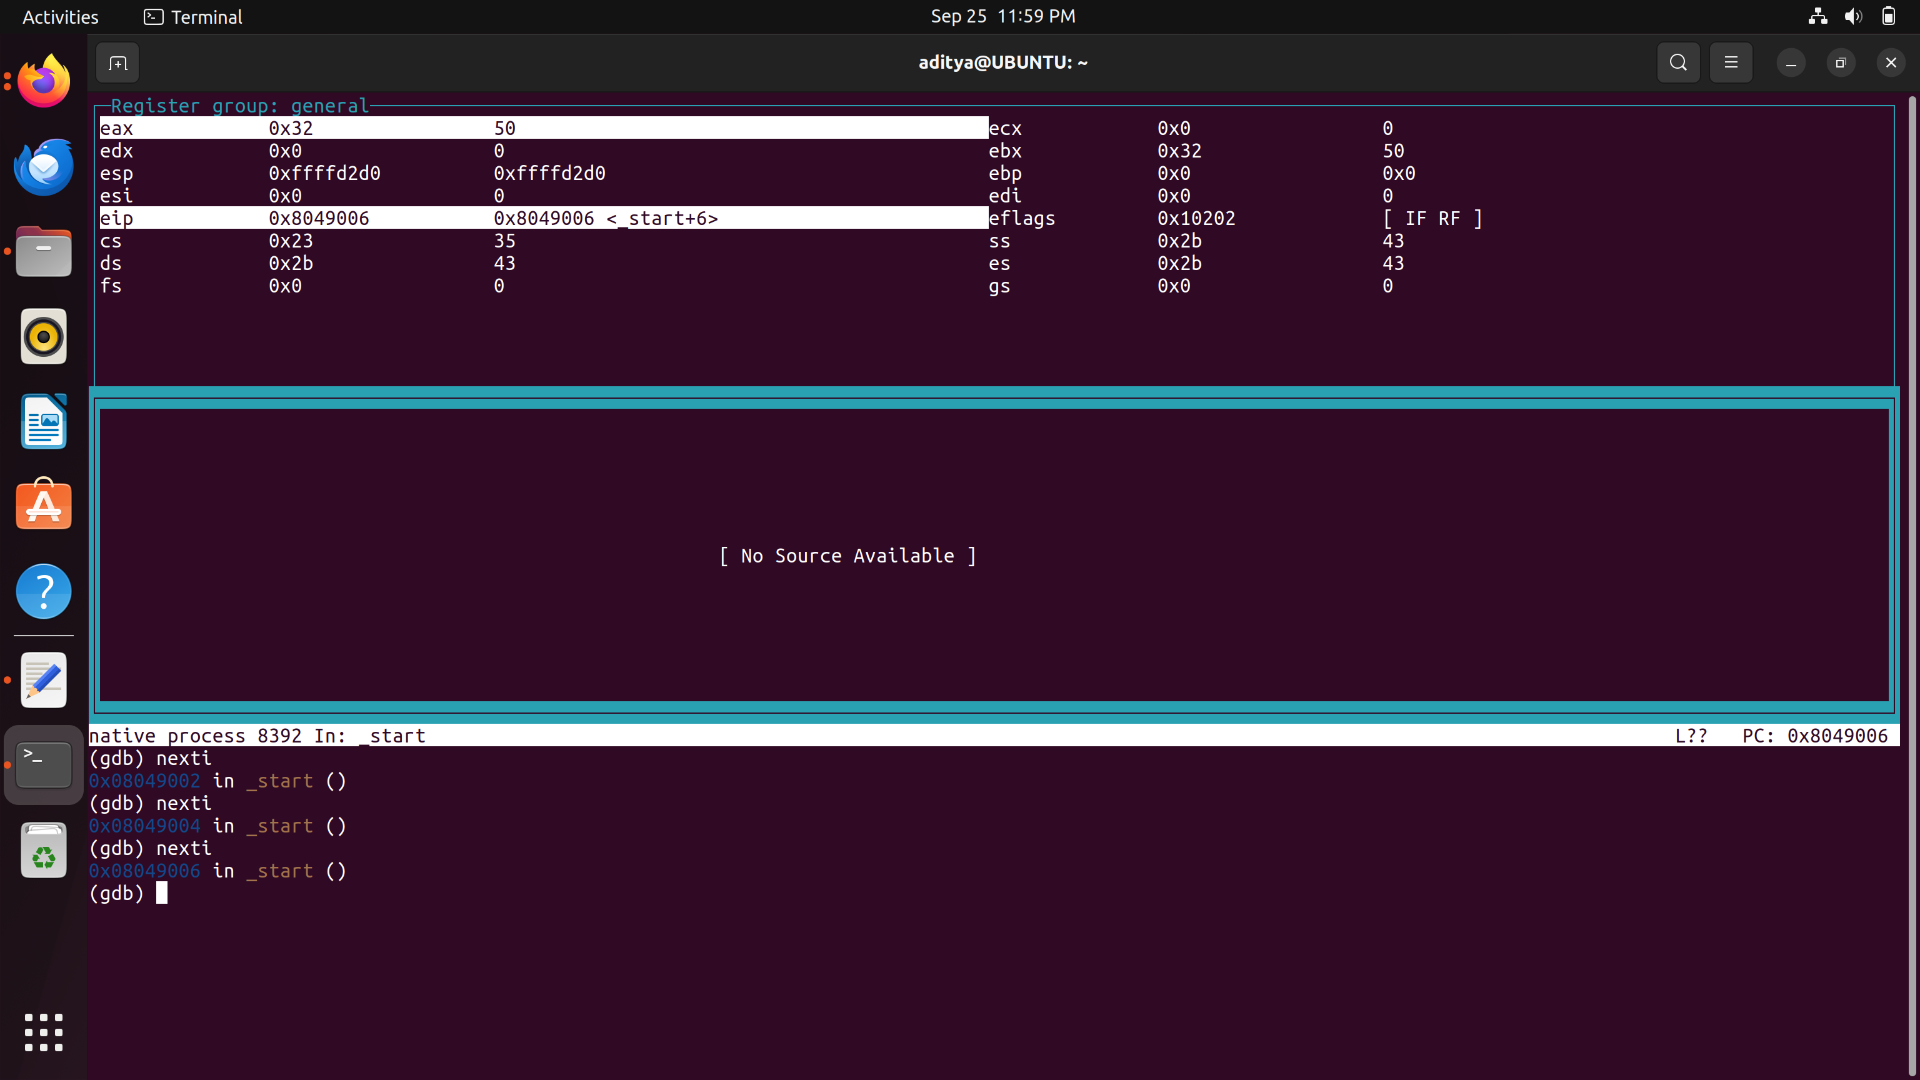 Activities Terminal Sep 25 11:59 PM
aditya@UBUNTU: ~
Register group: general
eax 0x32 50 ecx 0x0 0
edx 0x0 0 ebx 0x32 50
esp 0xffffd2d0 0xffffd2d0 ebp 0x0 0x0
esi 0x0 0 edi 0x0 0
eip 0x8049006 0x8049006 <_start+6> eflags 0x10202 [ IF RF ]
cs 0x23 35 ss 0x2b 43
ds 0x2b 43 es 0x2b 43
fs 0x0 0 gs 0x0 0
[ No Source Available ]
native process 8392 In: _start L?? PC: 0x8049006
(gdb) nexti
0x08049002 in _start ()
(gdb) nexti
0x08049004 in _start ()
(gdb) nexti
0x08049006 in _start ()
(gdb)